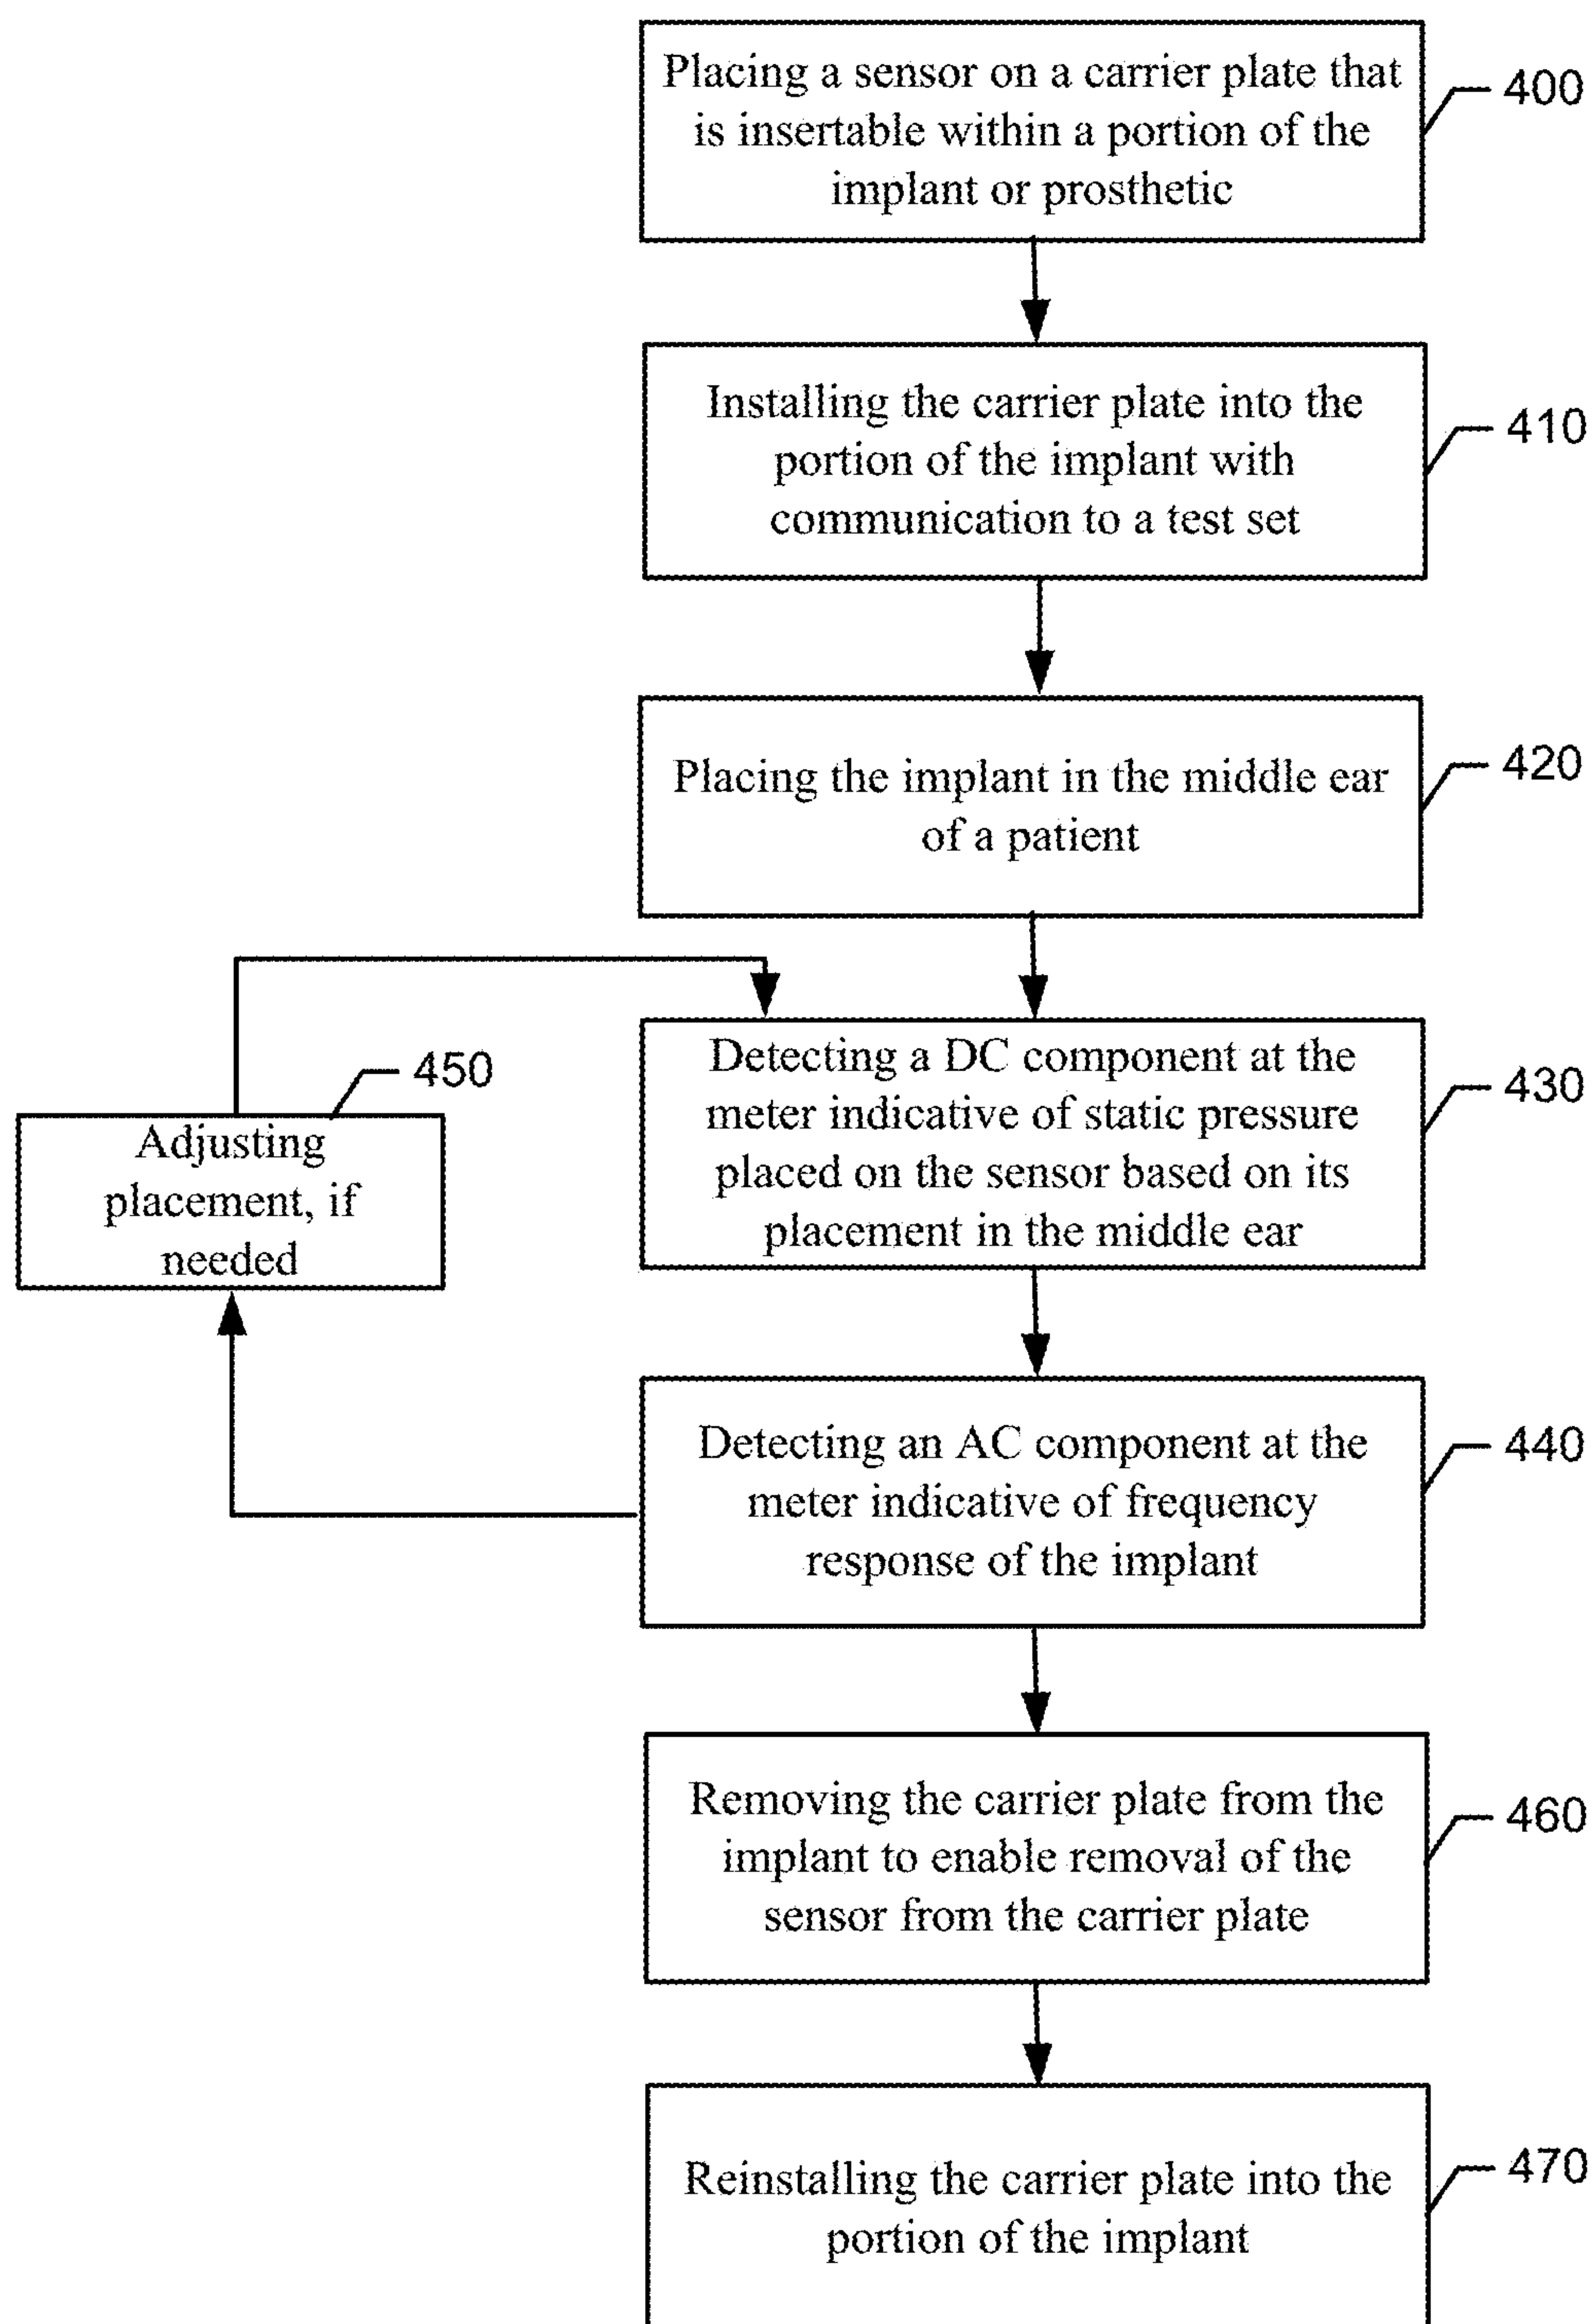 Placing a sensor on a carrier plate that
is insertable within a portion of the
implant or prosthetic
400
Installing the carrier plate into the
portion of the implant with
communication to a test set
410
Placing the implant in the middle ear
of a patient
420
Detecting a DC component at the
meter indicative of static pressure
placed on the sensor based on its
placement in the middle ear
430
450
Adjusting
placement, if
needed
Detecting an AC component at the
meter indicative of frequency
response of the implant
440
Removing the carrier plate from the
implant to enable removal of the
sensor from the carrier plate
460
Reinstalling the carrier plate into the
portion of the implant
470